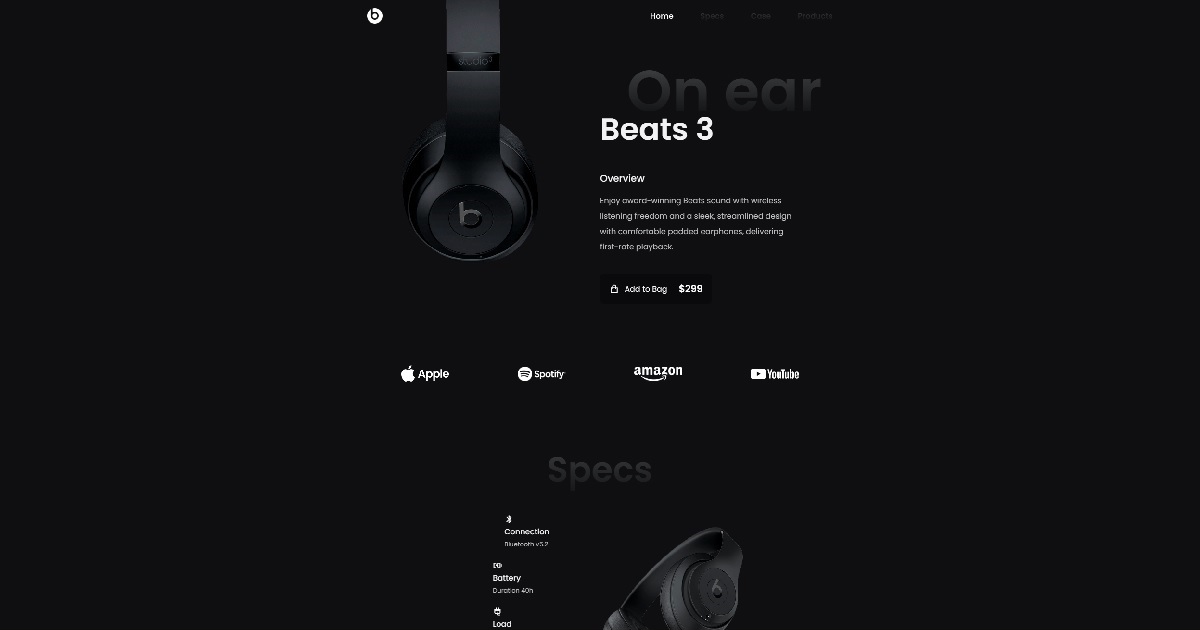 Home Specs Case Products
studio3
On ear
Beats 3
Overview
Enjoy award-winning Beats sound with wireless
listening freedom and a sleek, streamlined design
with comfortable padded earphones, delivering
first-rate playback.
Add to Bag $299
Apple Spotify amazon YouTube
Specs
Connection
Bluetooth v5.2
Battery
Duration 40h
Load